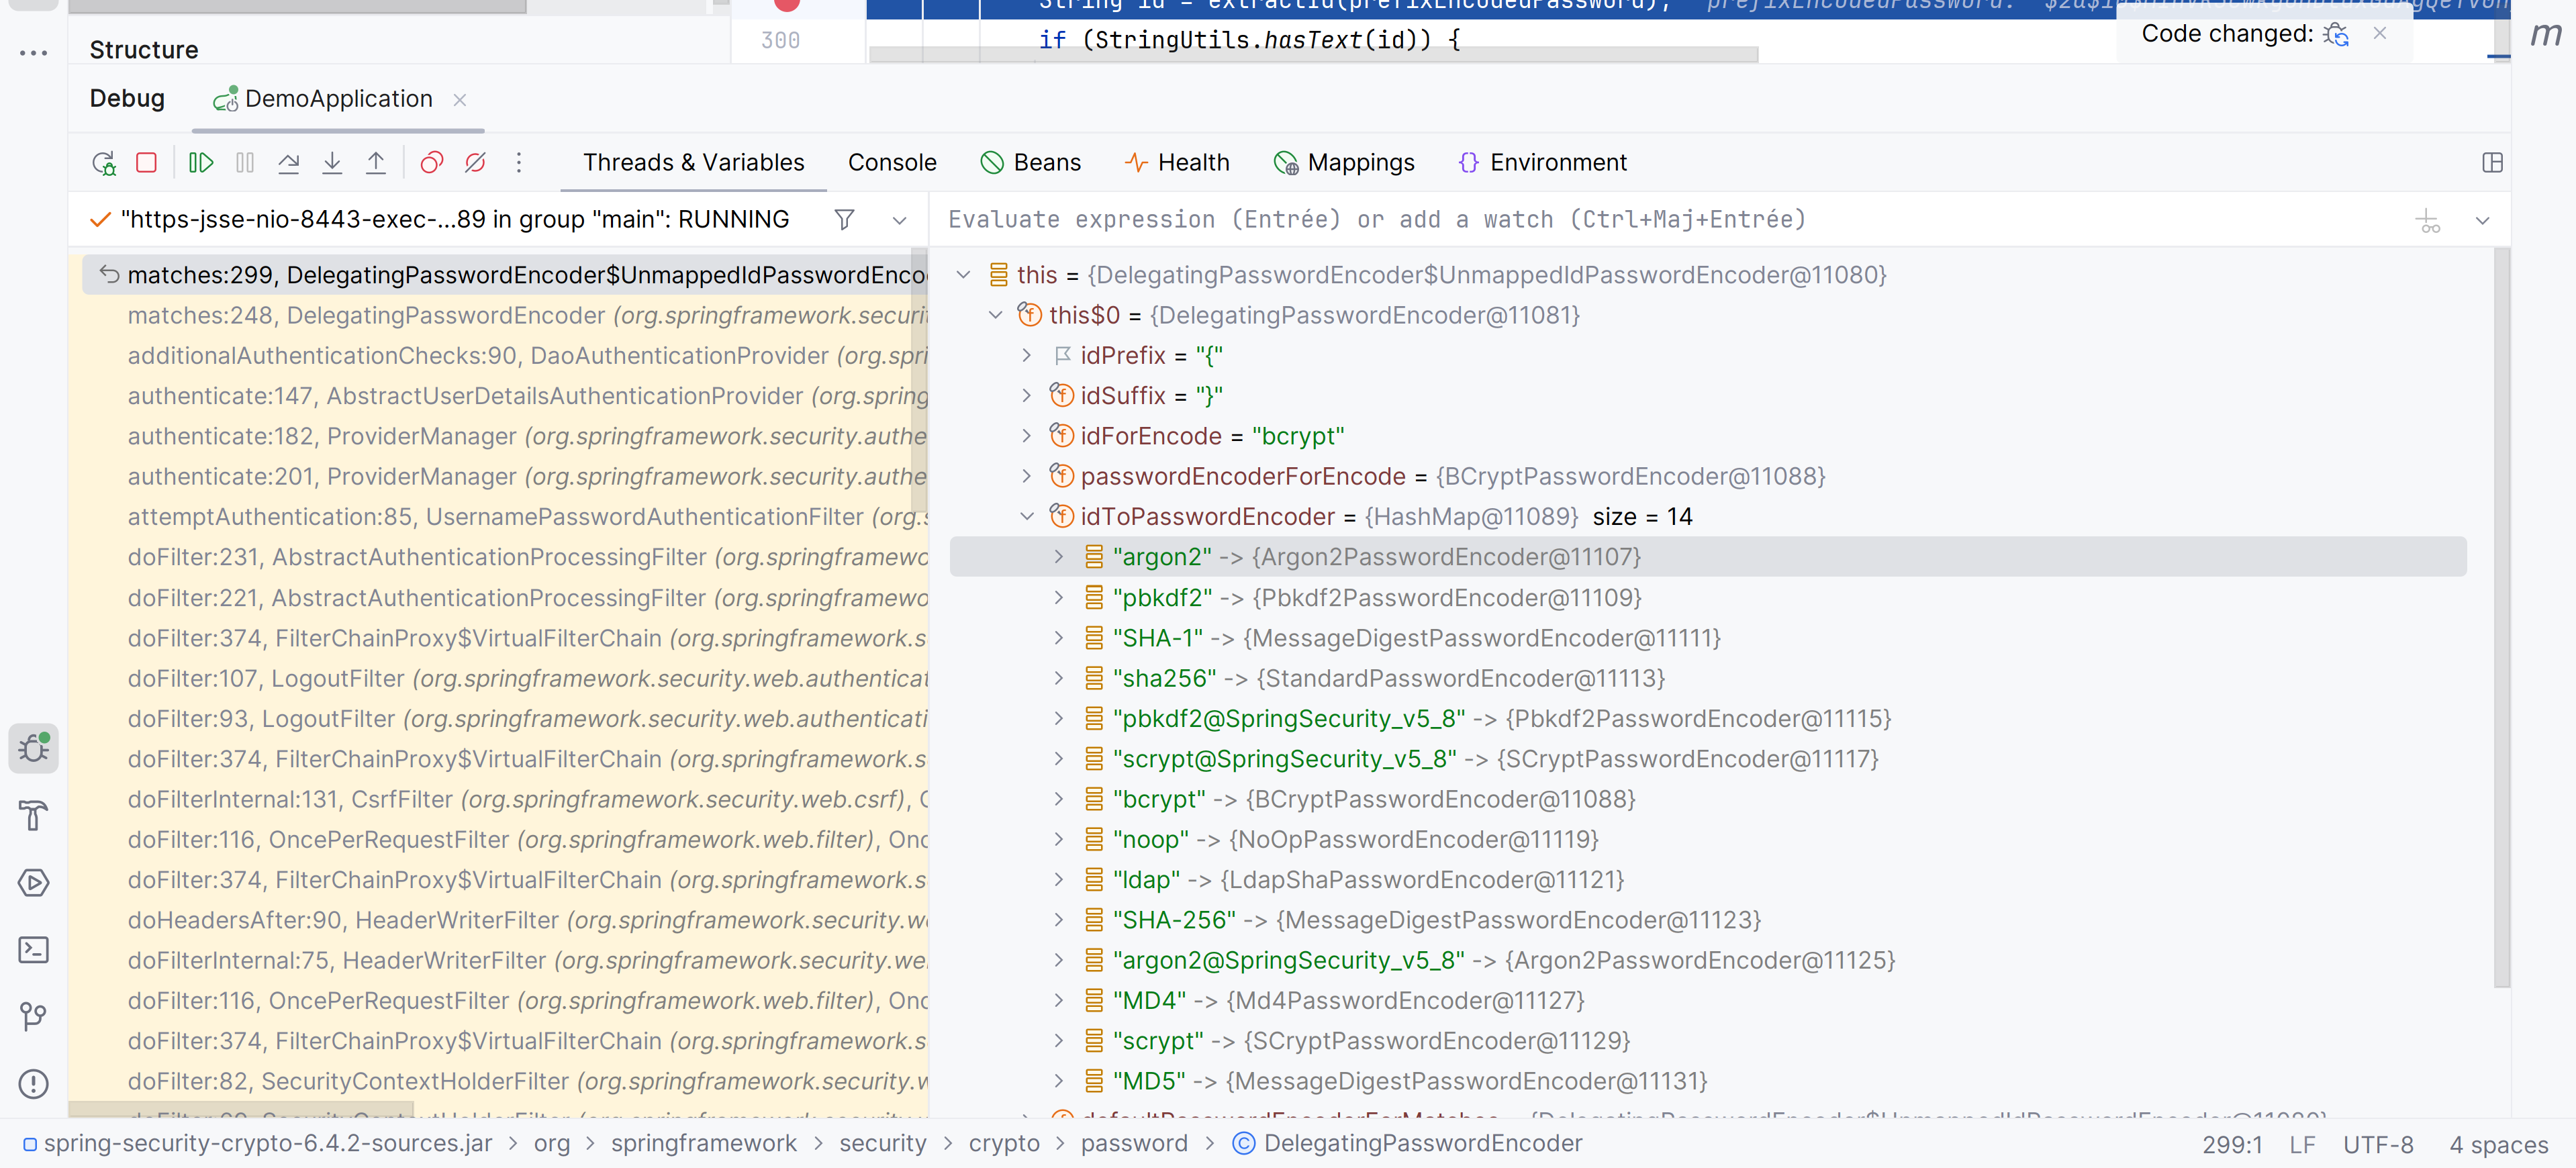 String id = extractId(prefixEncodedPassword); prefixEncodedPassword:
300 if (StringUtils.hasText(id)) {
Code changed:
m
Structure
Debug DemoApplication
Threads & Variables Console Beans Health Mappings Environment
"https-jsse-nio-8443-exec-...89 in group "main": RUNNING
Evaluate expression (Entrée) or add a watch (Ctrl+Maj+Entrée)
matches:299, DelegatingPasswordEncoder$UnmappedIdPasswordEnco
matches:248, DelegatingPasswordEncoder (org.springframework.securit
additionalAuthenticationChecks:90, DaoAuthenticationProvider (org.spri
authenticate:147, AbstractUserDetailsAuthenticationProvider (org.spring
authenticate:182, ProviderManager (org.springframework.security.authe
authenticate:201, ProviderManager (org.springframework.security.authe
attemptAuthentication:85, UsernamePasswordAuthenticationFilter (org.s
doFilter:231, AbstractAuthenticationProcessingFilter (org.springframewo
doFilter:221, AbstractAuthenticationProcessingFilter (org.springframewo
doFilter:374, FilterChainProxy$VirtualFilterChain (org.springframework.s
doFilter:107, LogoutFilter (org.springframework.security.web.authenticat
doFilter:93, LogoutFilter (org.springframework.security.web.authenticati
doFilter:374, FilterChainProxy$VirtualFilterChain (org.springframework.s
doFilterInternal:131, CsrfFilter (org.springframework.security.web.csrf), C
doFilter:116, OncePerRequestFilter (org.springframework.web.filter), Onc
doFilter:374, FilterChainProxy$VirtualFilterChain (org.springframework.s
doHeadersAfter:90, HeaderWriterFilter (org.springframework.security.we
doFilterInternal:75, HeaderWriterFilter (org.springframework.security.we
doFilter:116, OncePerRequestFilter (org.springframework.web.filter), Onc
doFilter:374, FilterChainProxy$VirtualFilterChain (org.springframework.s
doFilter:82, SecurityContextHolderFilter (org.springframework.security.w
this = {DelegatingPasswordEncoder$UnmappedIdPasswordEncoder@11080}
this$0 = {DelegatingPasswordEncoder@11081}
idPrefix = "{"
idSuffix = "}"
idForEncode = "bcrypt"
passwordEncoderForEncode = {BCryptPasswordEncoder@11088}
idToPasswordEncoder = {HashMap@11089} size = 14
"argon2" -> {Argon2PasswordEncoder@11107}
"pbkdf2" -> {Pbkdf2PasswordEncoder@11109}
"SHA-1" -> {MessageDigestPasswordEncoder@11111}
"sha256" -> {StandardPasswordEncoder@11113}
"pbkdf2@SpringSecurity_v5_8" -> {Pbkdf2PasswordEncoder@11115}
"scrypt@SpringSecurity_v5_8" -> {SCryptPasswordEncoder@11117}
"bcrypt" -> {BCryptPasswordEncoder@11088}
"noop" -> {NoOpPasswordEncoder@11119}
"ldap" -> {LdapShaPasswordEncoder@11121}
"SHA-256" -> {MessageDigestPasswordEncoder@11123}
"argon2@SpringSecurity_v5_8" -> {Argon2PasswordEncoder@11125}
"MD4" -> {Md4PasswordEncoder@11127}
"scrypt" -> {SCryptPasswordEncoder@11129}
"MD5" -> {MessageDigestPasswordEncoder@11131}
defaultPasswordEncoderForMatches = {DelegatingPasswordEncoder$UnmappedIdPasswordEncoder@11080}
spring-security-crypto-6.4.2-sources.jar > org > springframework > security > crypto > password > DelegatingPasswordEncoder
299:1 LF UTF-8 4 spaces